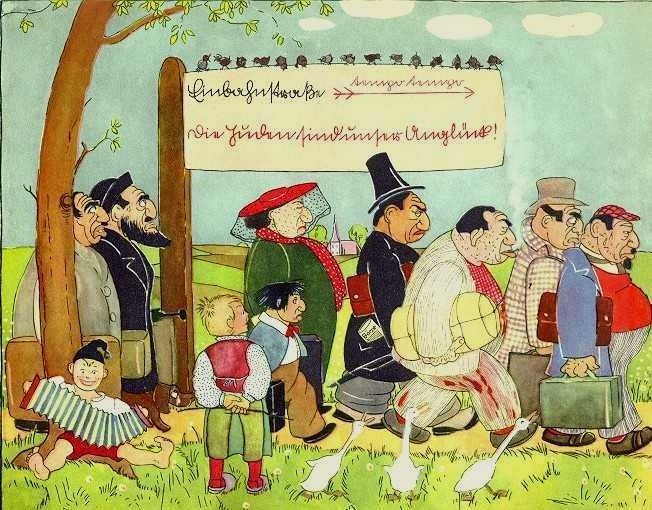 Einbahnstraße tempo tempo
Die Juden sind unser Unglück!